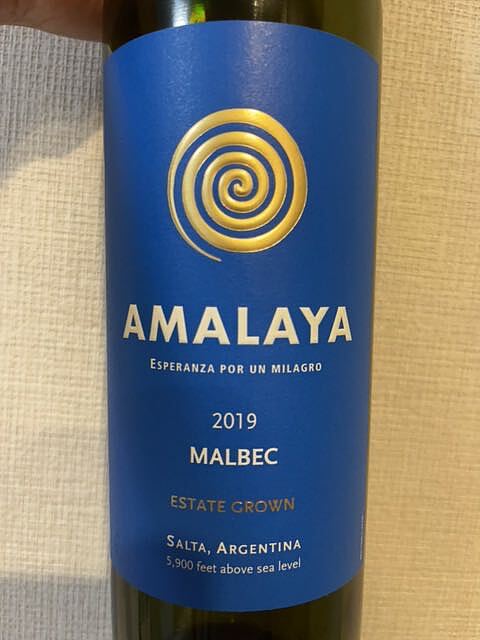 AMALAYA
ESPERANZA POR UN MILAGRO
2019
MALBEC
ESTATE GROWN
SALTA, ARGENTINA
5,900 feet above sea level